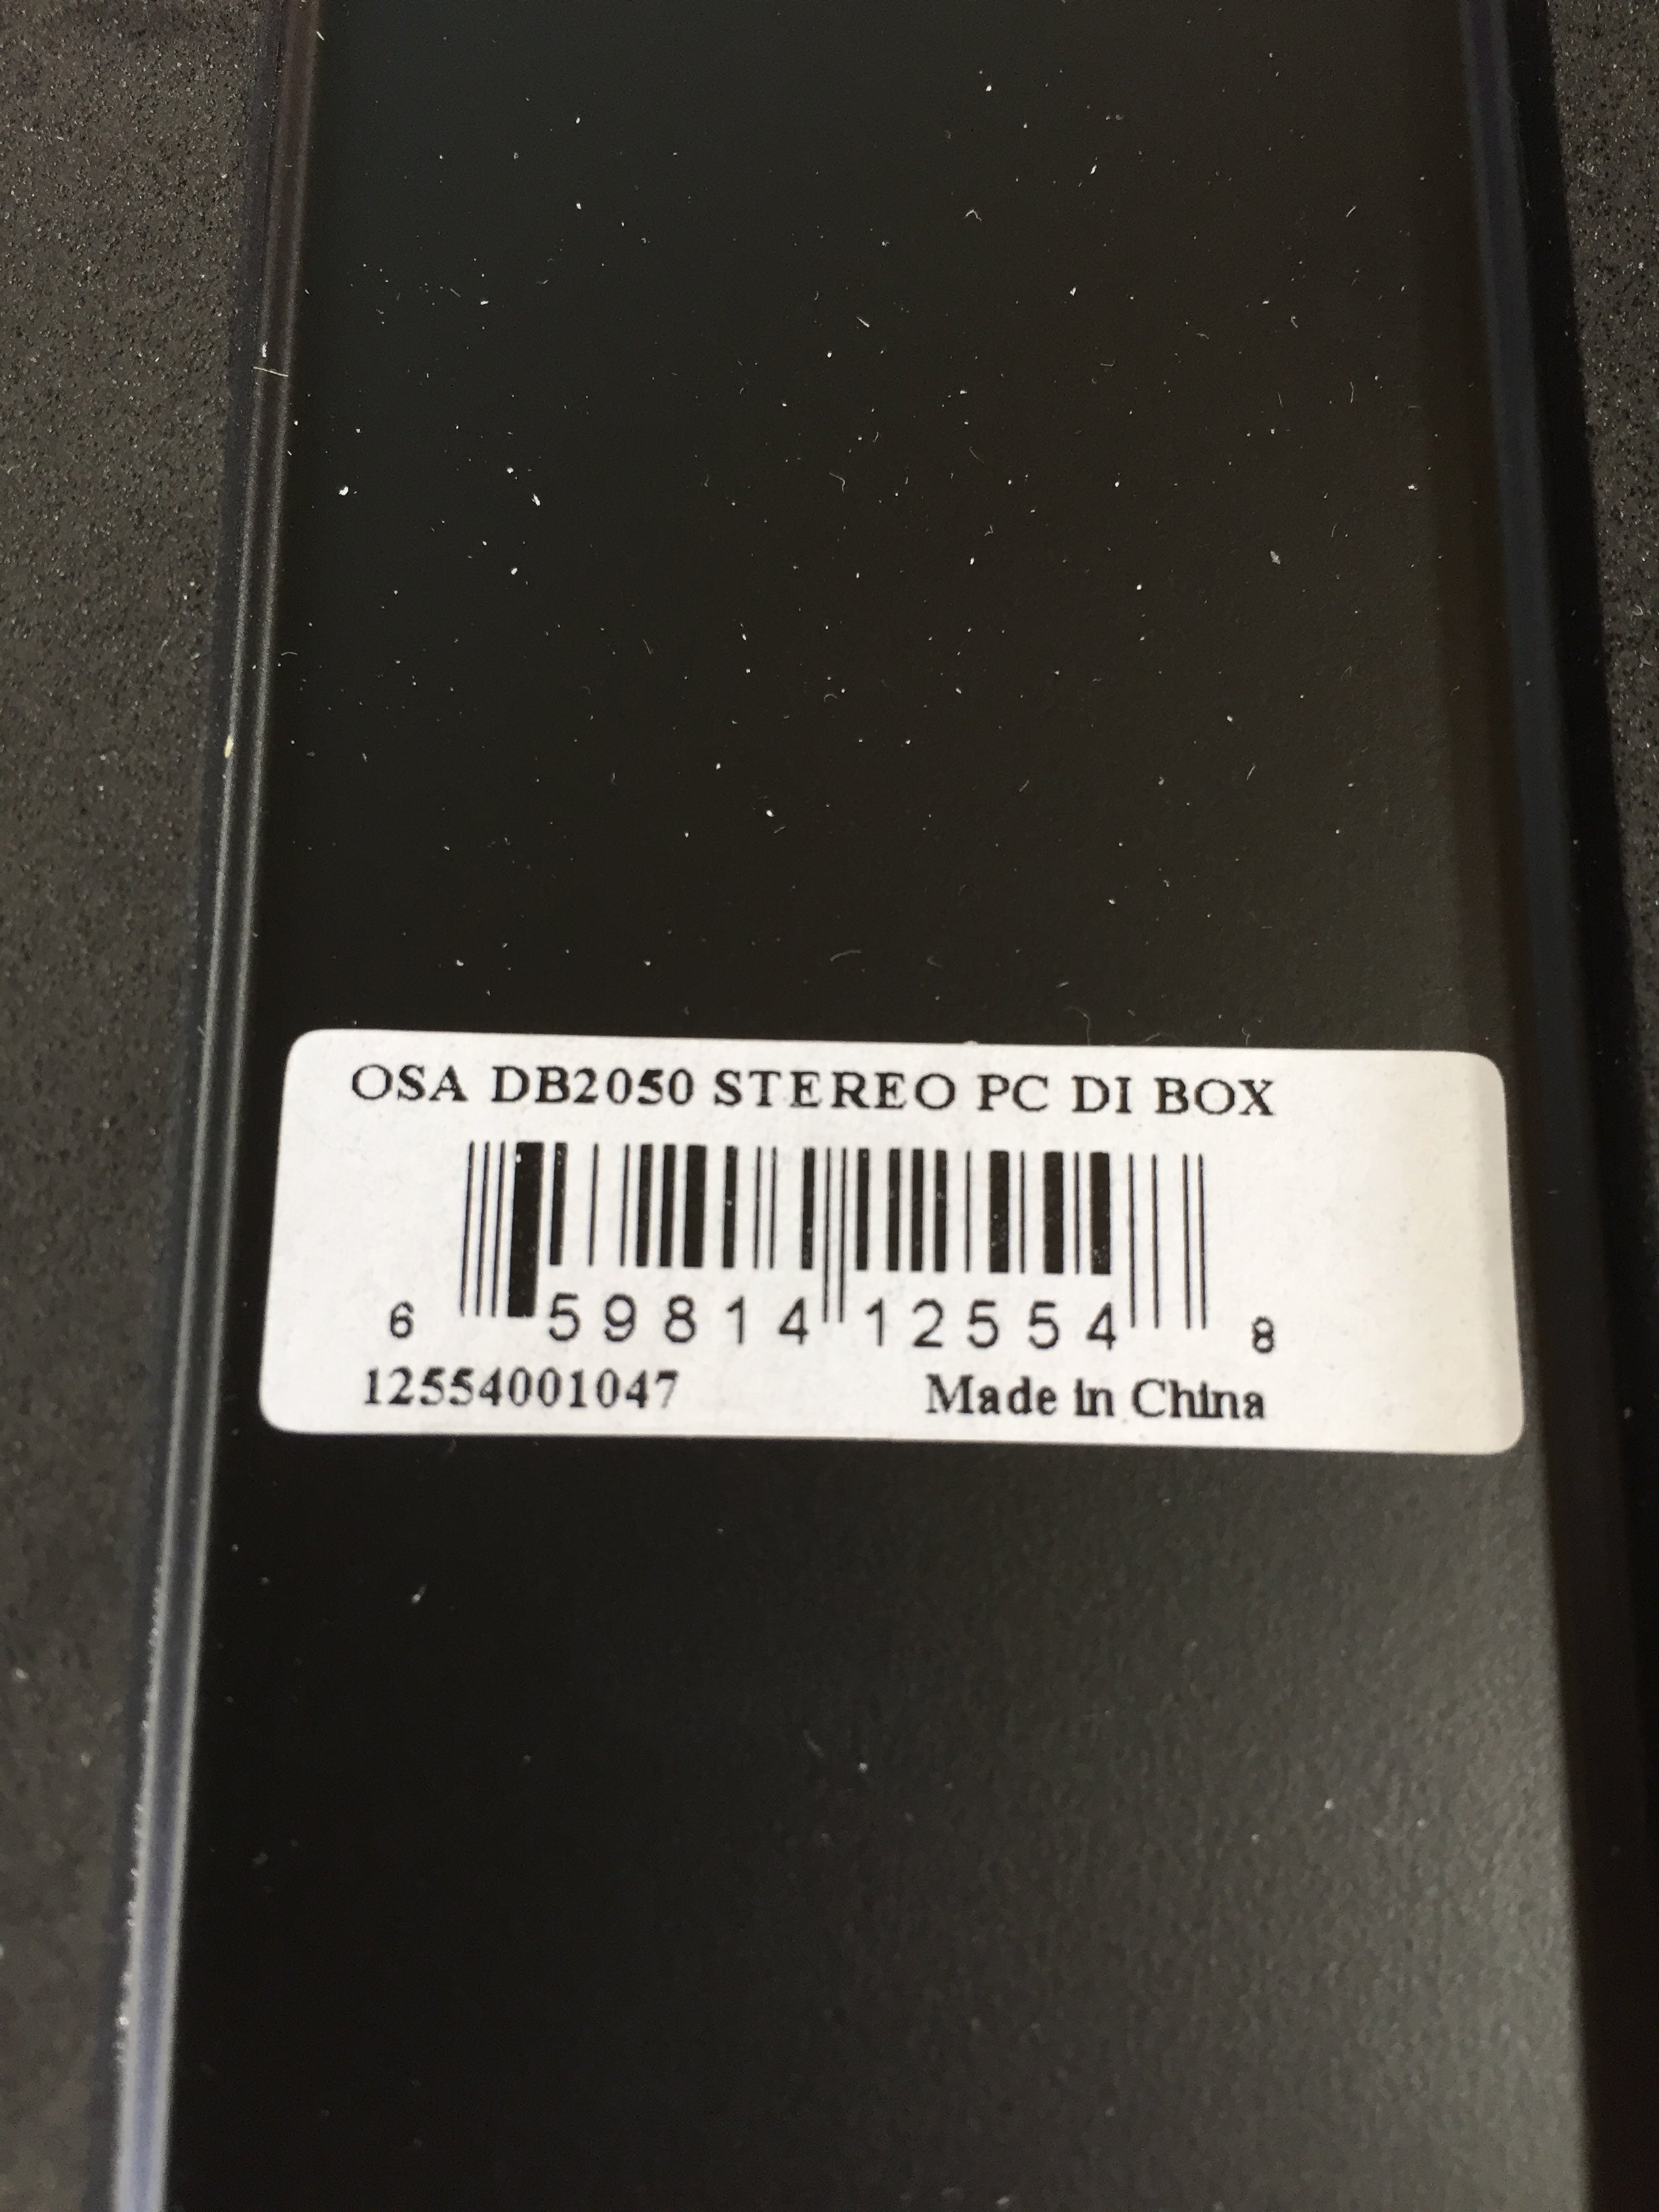 OSA DB2050 STEREO PC DI BOX
6 59814 12554 8
12554001047 Made in China